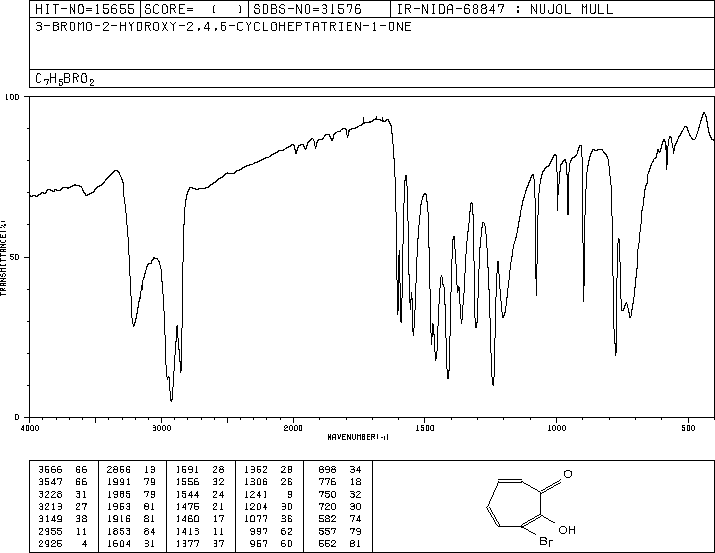 HIT-NO=15655 SCORE= ( ) SDBS-NO=31576 IR-NIDA-68847 : NUJOL MULL
3-BROMO-2-HYDROXY-2,4,6-CYCLOHEPTATRIEN-1-ONE
C7H5BRO2
100
50
0
TRANSMITTANCE(%)
4000 3000 2000 1500 1000 500
WAVENUMBER(-1)
3566 66 2856 13 1591 28 1362 28 898 34
3547 66 1991 79 1556 32 1306 26 776 18
3228 31 1985 79 1544 24 1241 9 750 32
3213 27 1963 81 1476 21 1204 30 720 30
3149 38 1916 81 1460 17 1077 36 582 74
2955 11 1853 84 1413 11 997 62 557 79
2925 4 1604 31 1377 37 957 60 552 81
O
OH
Br